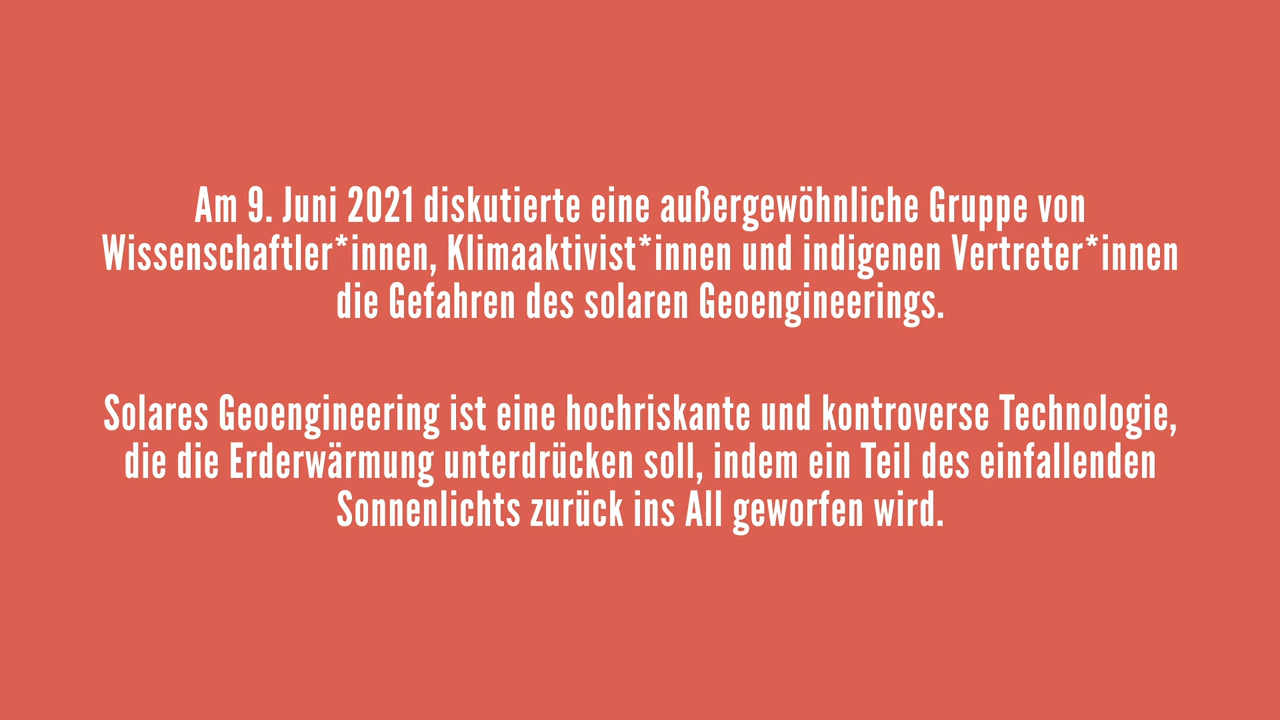 Am 9. Juni 2021 diskutierte eine außergewöhnliche Gruppe von
Wissenschaftler*innen, Klimaaktivist*innen und indigenen Vertreter*innen
die Gefahren des solaren Geoengineerings.
Solares Geoengineering ist eine hochriskante und kontroverse Technologie,
die die Erderwärmung unterdrücken soll, indem ein Teil des einfallenden
Sonnenlichts zurück ins All geworfen wird.